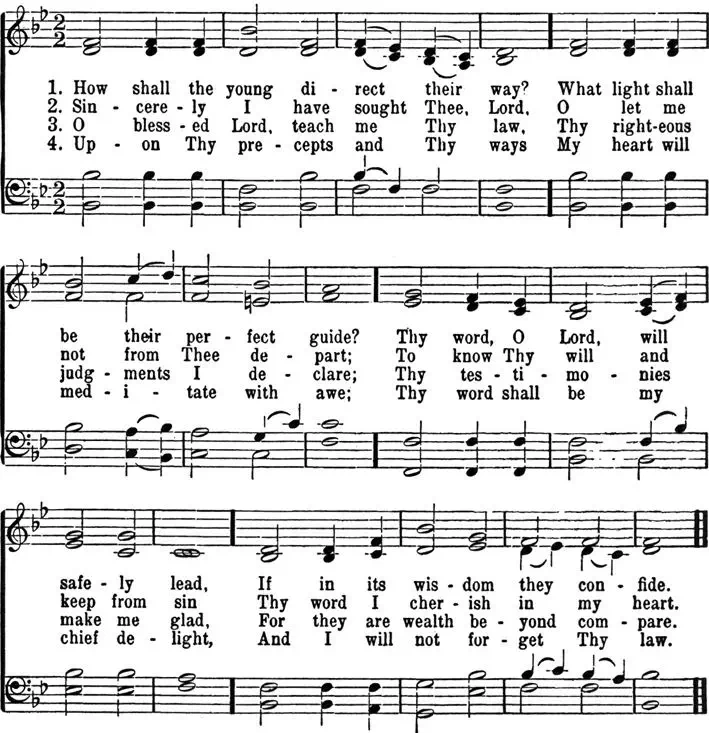 2 2
1. How shall the young di - rect their way? What light shall
2. Sin - cere - ly I have sought Thee, Lord, O let me
3. O bless - ed Lord, teach me Thy law, Thy right-eous
4. Up - on Thy pre - cepts and Thy ways My heart will
2 2
be their per - fect guide? Thy word, O Lord, will
not from Thee de - part; To know Thy will and
judg - ments I de - clare; Thy tes - ti - mo - nies
med - i - tate with awe; Thy word shall be my
safe - ly lead, If in its wis - dom they con - fide.
keep from sin Thy word I cher - ish in my heart.
make me glad, For they are wealth be - yond com - pare.
chief de - light, And I will not for - get Thy law.